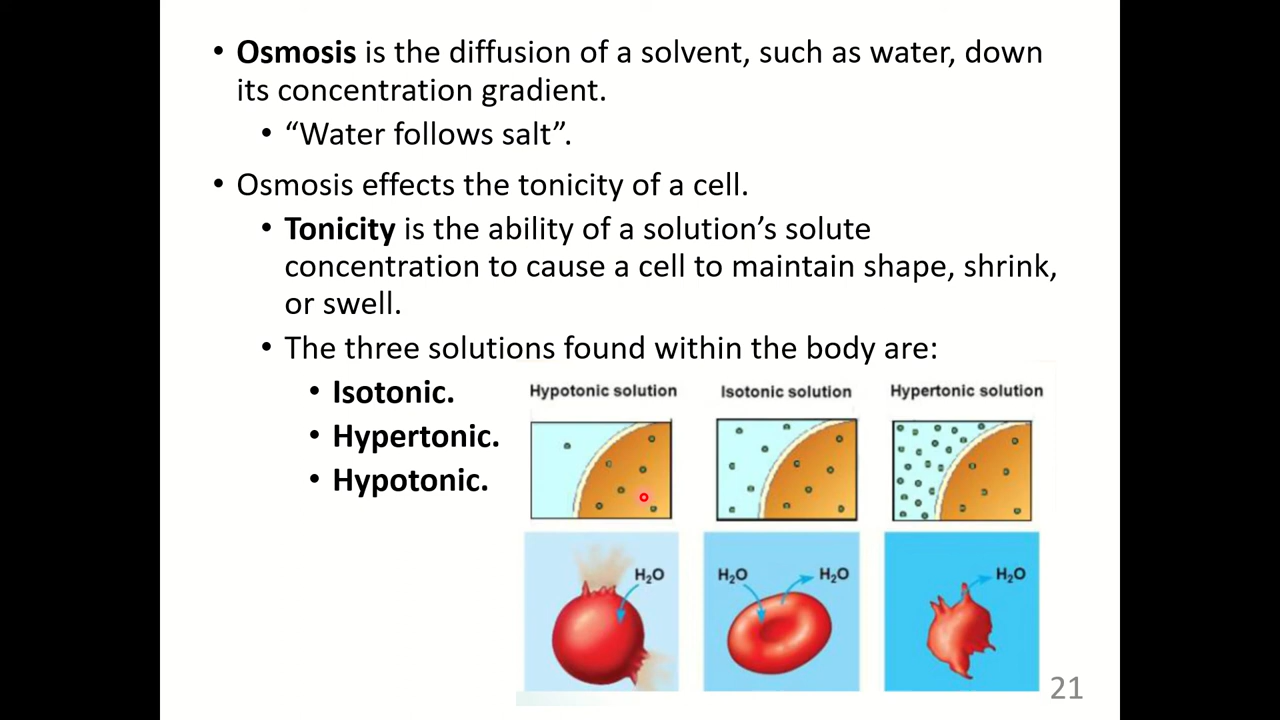 • Osmosis is the diffusion of a solvent, such as water, down
its concentration gradient.
• “Water follows salt”.
• Osmosis effects the tonicity of a cell.
• Tonicity is the ability of a solution’s solute
concentration to cause a cell to maintain shape, shrink,
or swell.
• The three solutions found within the body are:
• Isotonic.
• Hypertonic.
• Hypotonic.
Hypotonic solution
Isotonic solution
Hypertonic solution
H₂O
H₂O
H₂O
H₂O
21